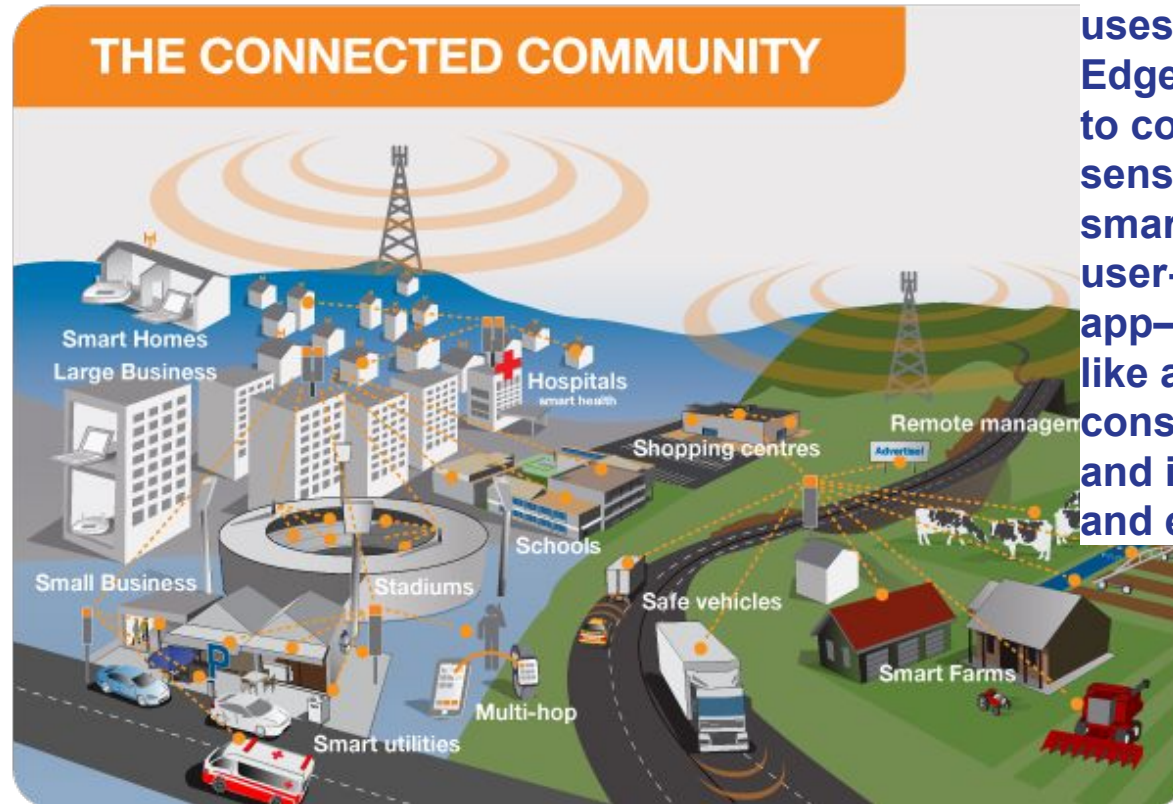 THE CONNECTED COMMUNITY
uses
Edge
to co
sens
smar
user-
app—
like a
cons
and i
and e
Smart Homes
Large Business
Hospitals
smart health
Shopping centres
Remote managem
Advertise!
Schools
Small Business
Stadiums
Safe vehicles
P
Multi-hop
Smart Farms
Smart utilities